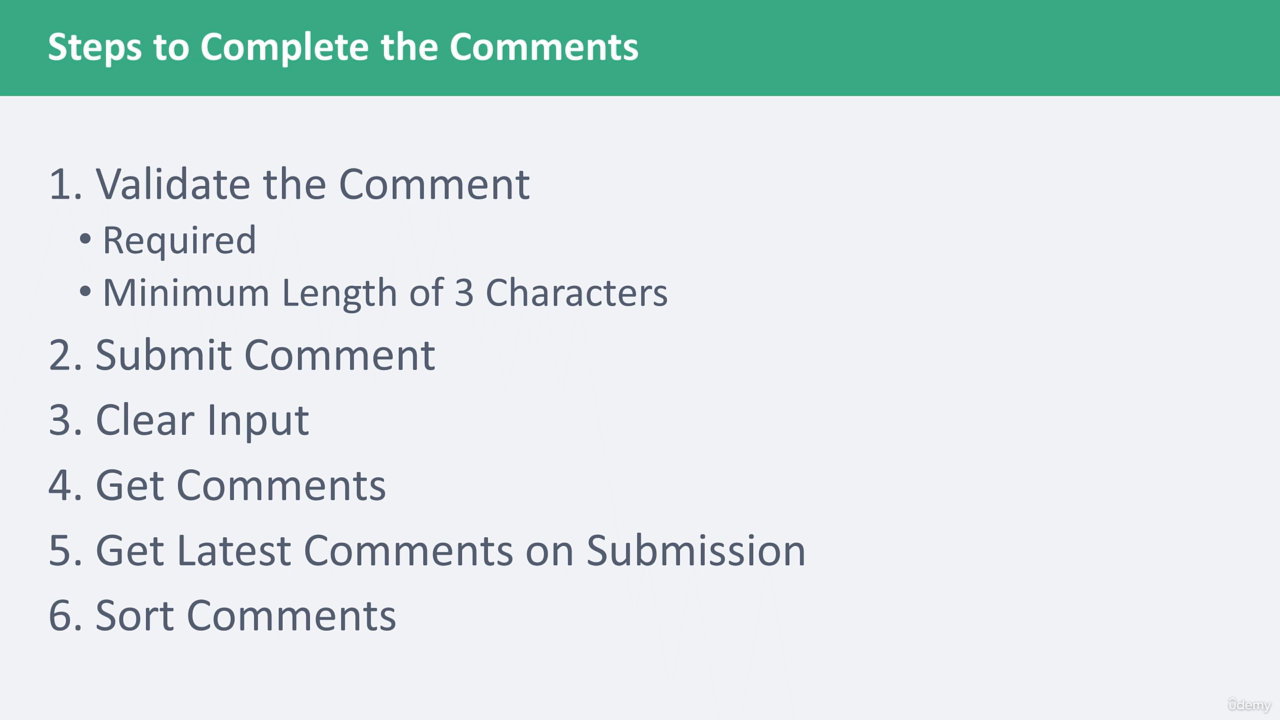 Steps to Complete the Comments
1. Validate the Comment
• Required
• Minimum Length of 3 Characters
2. Submit Comment
3. Clear Input
4. Get Comments
5. Get Latest Comments on Submission
6. Sort Comments
ûdemy